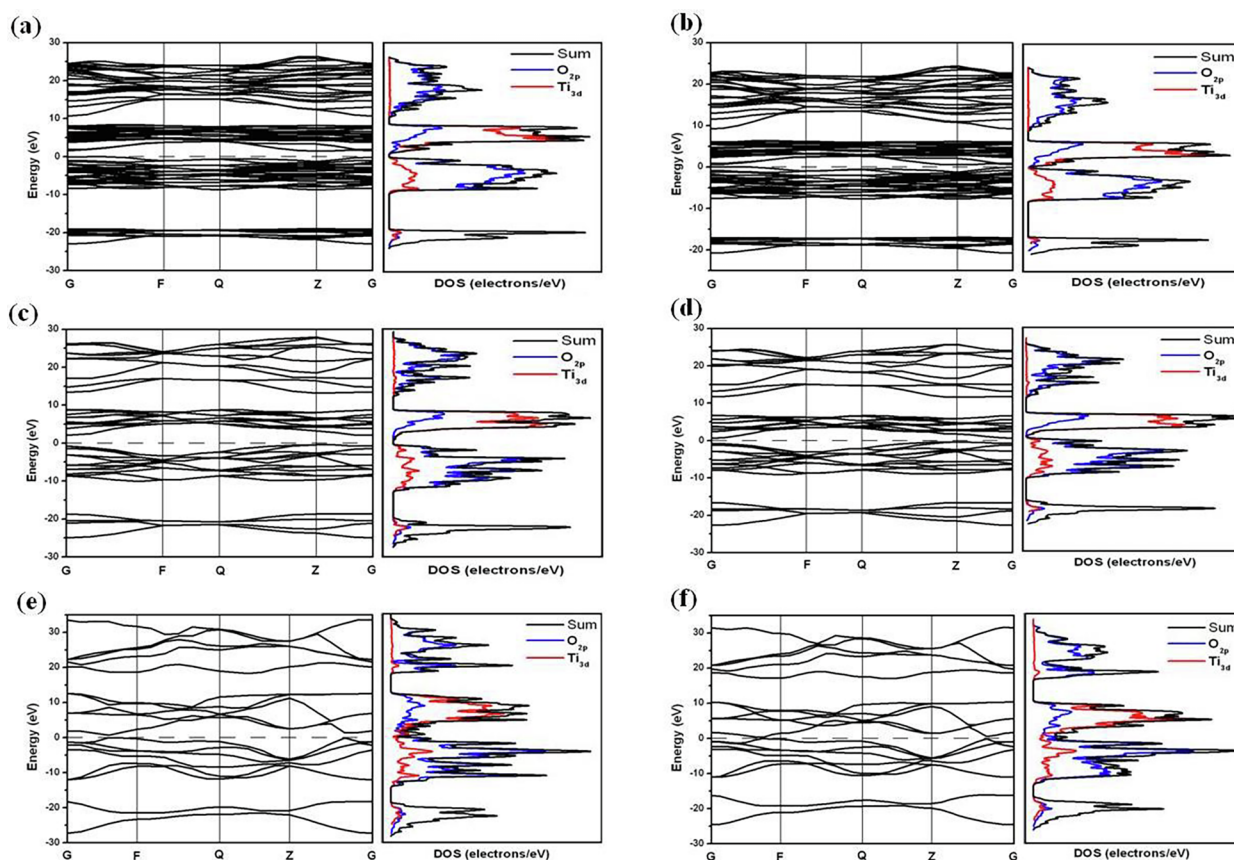 (a)
30
20
10
0
-10
-20
-30
Energy (eV)
G F Q Z G
Sum
O2p
Ti3d
DOS (electrons/eV)
(b)
30
20
10
0
-10
-20
Energy (eV)
G F Q Z G
Sum
O2p
Ti3d
DOS (electrons/eV)
(c)
30
20
10
0
-10
-20
-30
Energy (eV)
G F Q Z G
Sum
O2p
Ti3d
DOS (electrons/eV)
(d)
30
20
10
0
-10
-20
-30
Energy (eV)
G F Q Z G
Sum
O2p
Ti3d
DOS (electrons/eV)
(e)
30
20
10
0
-10
-20
-30
Energy (eV)
G F Q Z G
Sum
O2p
Ti3d
DOS (electrons/eV)
(f)
30
20
10
0
-10
-20
-30
Energy (eV)
G F Q Z G
Sum
O2p
Ti3d
DOS (electrons/eV)